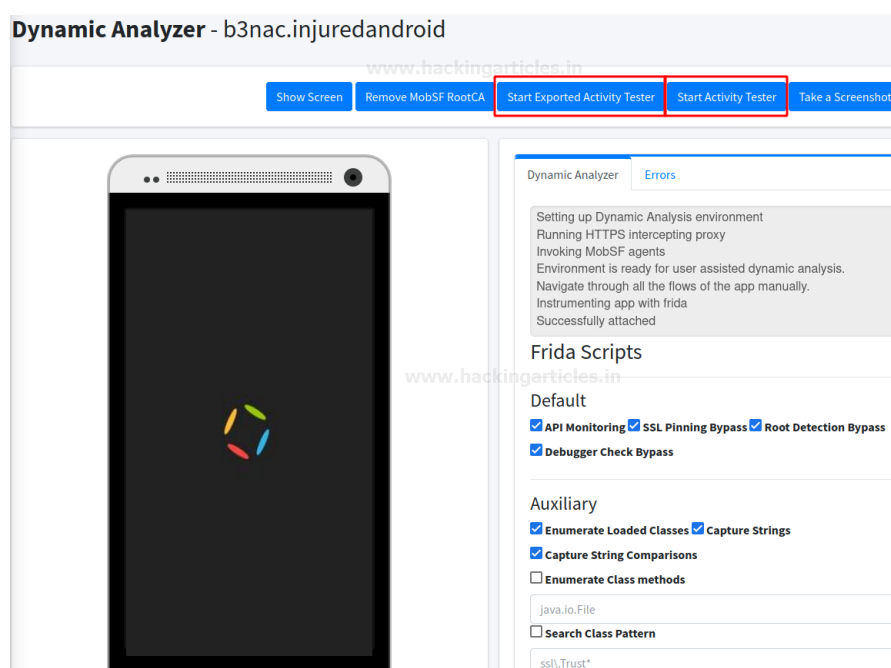 Dynamic Analyzer - b3nac.injuredandroid
www.hackingarticles.in
Show Screen Remove MobSF RootCA Start Exported Activity Tester Start Activity Tester Take a Screenshot
Dynamic Analyzer Errors
Setting up Dynamic Analysis environment
Running HTTPS intercepting proxy
Invoking MobSF agents
Environment is ready for user assisted dynamic analysis.
Navigate through all the flows of the app manually.
Instrumenting app with frida
Successfully attached
Frida Scripts
www.hackingarticles.in
Default
API Monitoring SSL Pinning Bypass Root Detection Bypass
Debugger Check Bypass
Auxiliary
Enumerate Loaded Classes Capture Strings
Capture String Comparisons
Enumerate Class methods
java.io.File
Search Class Pattern
ssl\.Trust*